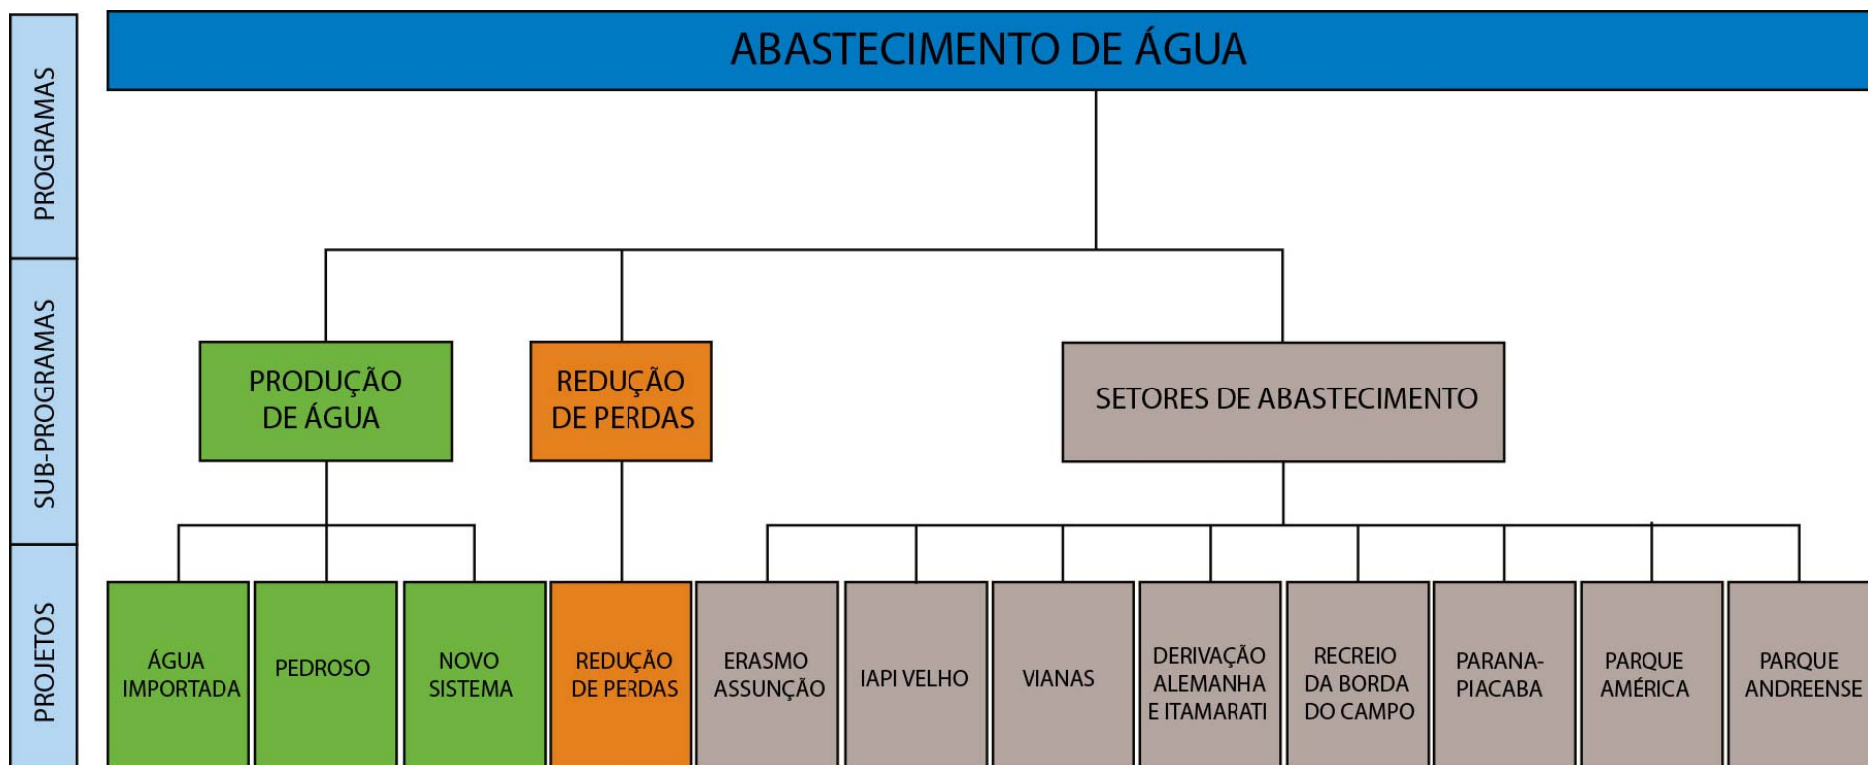 PROGRAMAS
ABASTECIMENTO DE ÁGUA
SUB-PROGRAMAS
PRODUÇÃO
DE ÁGUA
REDUÇÃO
DE PERDAS
SETORES DE ABASTECIMENTO
PROJETOS
ÁGUA
IMPORTADA
PEDROSO
NOVO
SISTEMA
REDUÇÃO
DE PERDAS
ERASMO
ASSUNÇÃO
IAPI VELHO
VIANAS
DERIVAÇÃO
ALEMANHA
E ITAMARATI
RECREIO
DA BORDA
DO CAMPO
PARANA-
PIACABA
PARQUE
AMÉRICA
PARQUE
ANDREENSE